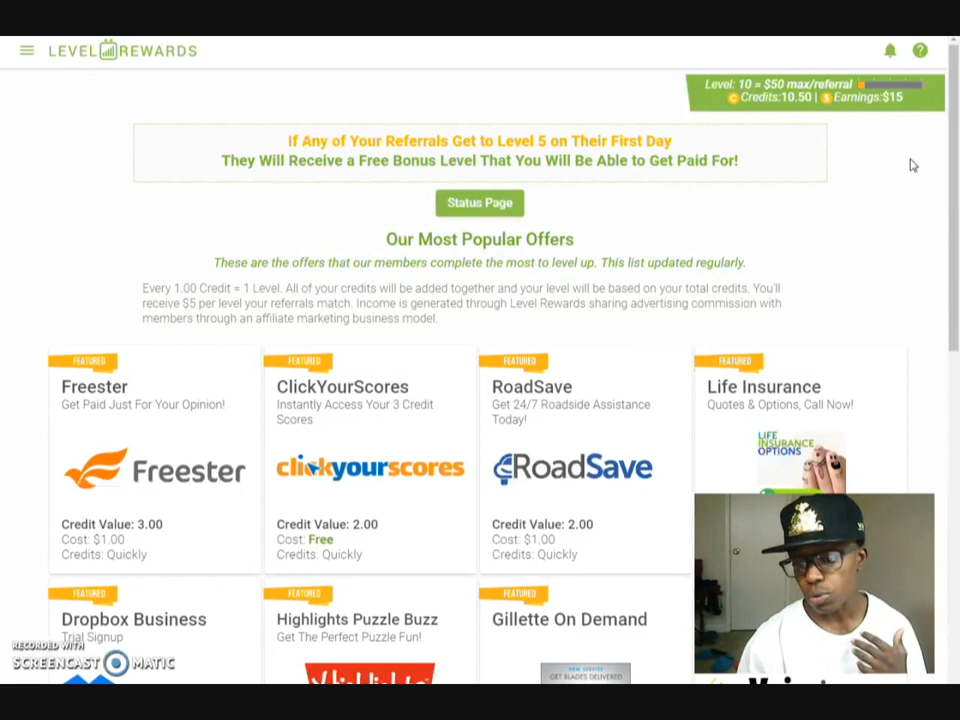 LEVEL REWARDS
Level: 10 = $50 max/referral
C Credits:10.50 | $ Earnings:$15
If Any of Your Referrals Get to Level 5 on Their First Day
They Will Receive a Free Bonus Level That You Will Be Able to Get Paid For!
Status Page
Our Most Popular Offers
These are the offers that our members complete the most to level up. This list updated regularly.
Every 1.00 Credit = 1 Level. All of your credits will be added together and your level will be based on your total credits. You'll
receive $5 per level your referrals match. Income is generated through Level Rewards sharing advertising commission with
members through an affiliate marketing business model.
FEATURED
Freester
Get Paid Just For Your Opinion!
Freester
Credit Value: 3.00
Cost: $1.00
Credits: Quickly
FEATURED
ClickYourScores
Instantly Access Your 3 Credit
Scores
clickyourscores
Credit Value: 2.00
Cost: Free
Credits: Quickly
FEATURED
RoadSave
Get 24/7 Roadside Assistance
Today!
RoadSave
Credit Value: 2.00
Cost: $1.00
Credits: Quickly
FEATURED
Life Insurance
Quotes & Options, Call Now!
LIFE
INSURANCE
OPTIONS
FEATURED
Dropbox Business
Trial Signup
FEATURED
Highlights Puzzle Buzz
Get The Perfect Puzzle Fun!
FEATURED
Gillette On Demand
NEW SERVICE
GET BLADES DELIVERED
RECORDED WITH
SCREENCAST MATIC